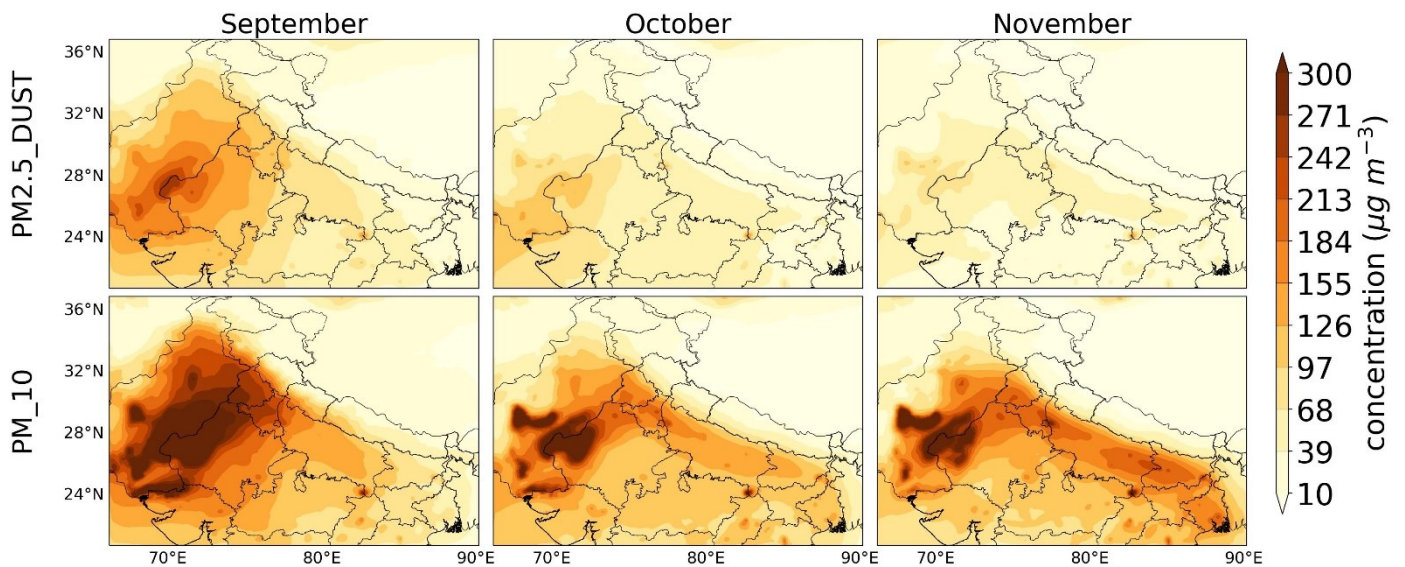 September October November
PM2.5_DUST
36°N
32°N
28°N
24°N
PM_10
36°N
32°N
28°N
24°N
70°E 80°E 90°E 70°E 80°E 90°E 70°E 80°E 90°E
300
271
242
213
184
155
126
97
68
39
10
concentration (μg m⁻³)